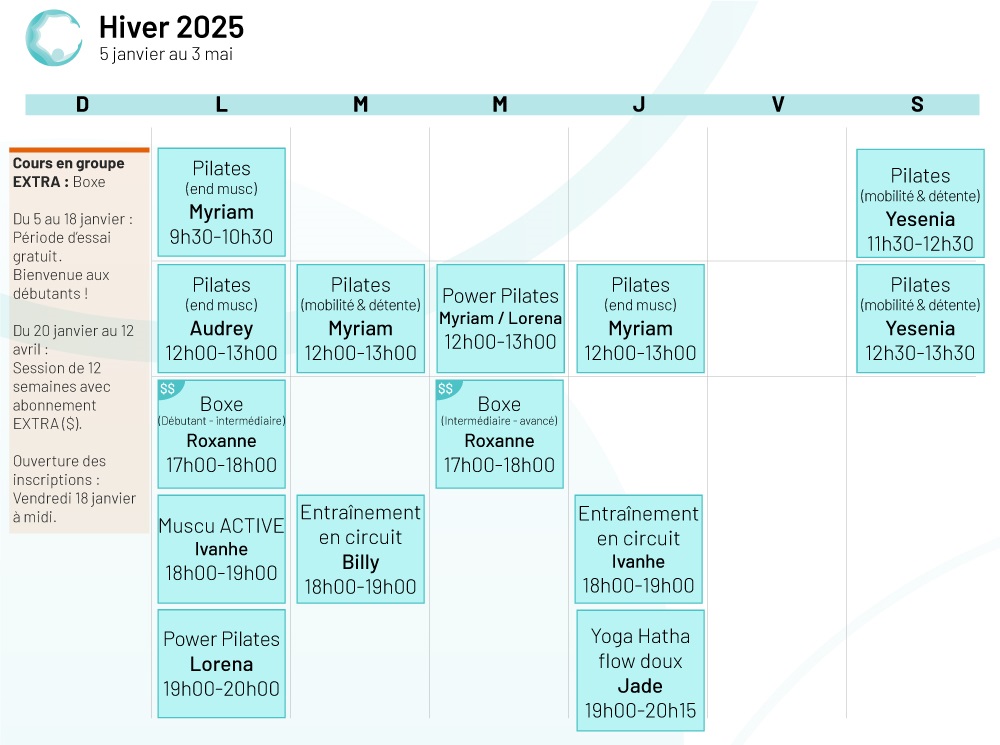 Hiver 2025
5 janvier au 3 mai
D
L
M
M
J
V
S
Cours en groupe
EXTRA : Boxe
Du 5 au 18 janvier :
Période d'essai
gratuit.
Bienvenue aux
débutants !
Du 20 janvier au 12
avril :
Session de 12
semaines avec
abonnement
EXTRA ($).
Ouverture des
inscriptions :
Vendredi 18 janvier
à midi.
Pilates
(end musc)
Myriam
9h30-10h30
Pilates
(end musc)
Audrey
12h00-13h00
$$
Boxe
(Débutant - intermédiaire)
Roxanne
17h00-18h00
Muscu ACTIVE
Ivanhe
18h00-19h00
Power Pilates
Lorena
19h00-20h00
Pilates
(mobilité & détente)
Myriam
12h00-13h00
Entraînement
en circuit
Billy
18h00-19h00
Power Pilates
Myriam / Lorena
12h00-13h00
$$
Boxe
(Intermédiaire - avancé)
Roxanne
17h00-18h00
Pilates
(end musc)
Myriam
12h00-13h00
Entraînement
en circuit
Ivanhe
18h00-19h00
Yoga Hatha
flow doux
Jade
19h00-20h15
Pilates
(mobilité & détente)
Yesenia
11h30-12h30
Pilates
(mobilité & détente)
Yesenia
12h30-13h30